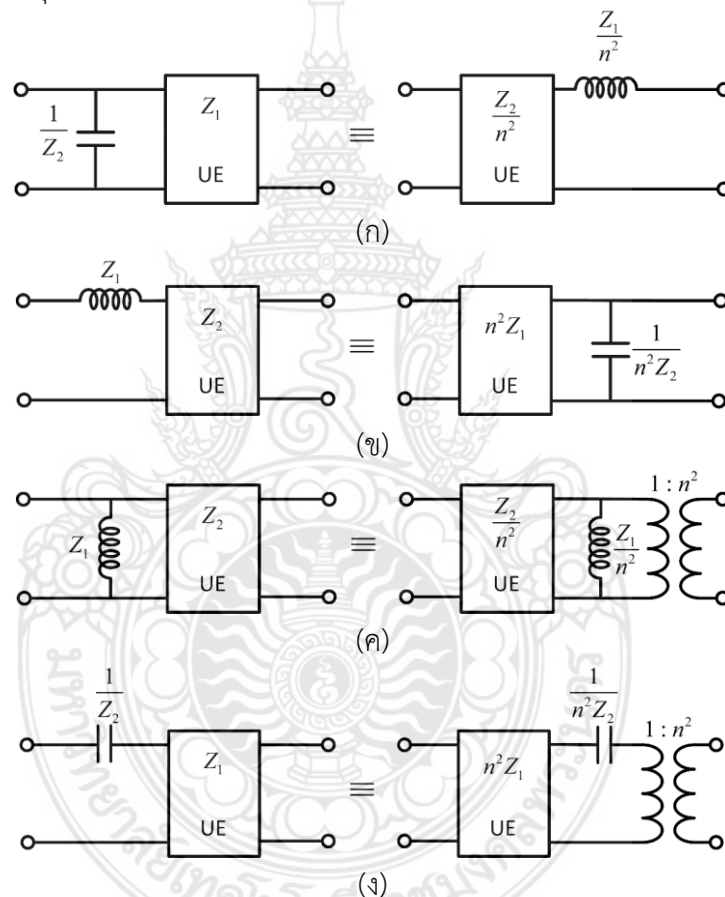 Z₁/n²
1/Z₂
Z₁
UE
≡
Z₂/n²
UE
(ก)
Z₁
Z₂
UE
≡
n²Z₁
UE
1/n²Z₂
(ข)
Z₁
Z₂
UE
≡
Z₂/n²
UE
Z₁/n²
1 : n²
(ค)
1/Z₂
Z₁
UE
≡
n²Z₁
UE
1/n²Z₂
1 : n²
(ง)